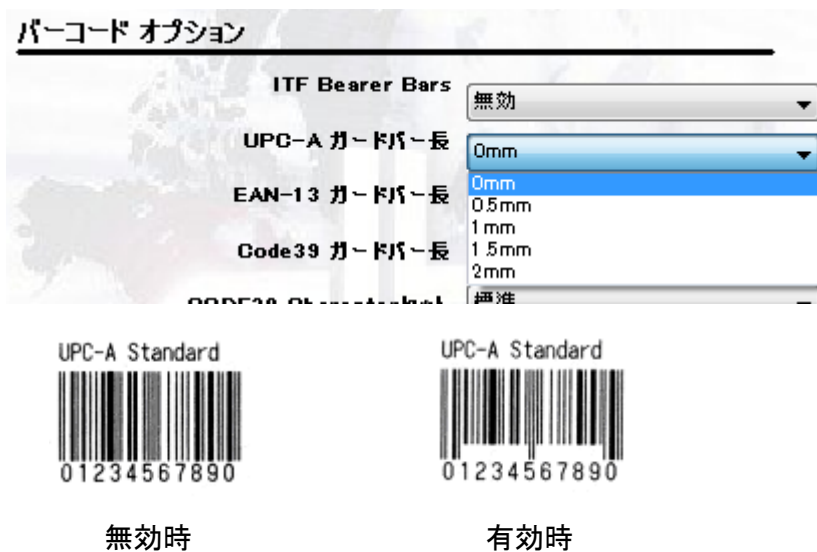 バーコード オプション
ITF Bearer Bars 無効
UPC-A ガードバー長 0mm
0mm
EAN-13 ガードバー長 0.5mm
1mm
Code39 ガードバー長 1.5mm
2mm
標準
UPC-A Standard UPC-A Standard
01234567890 01234567890
無効時 有効時